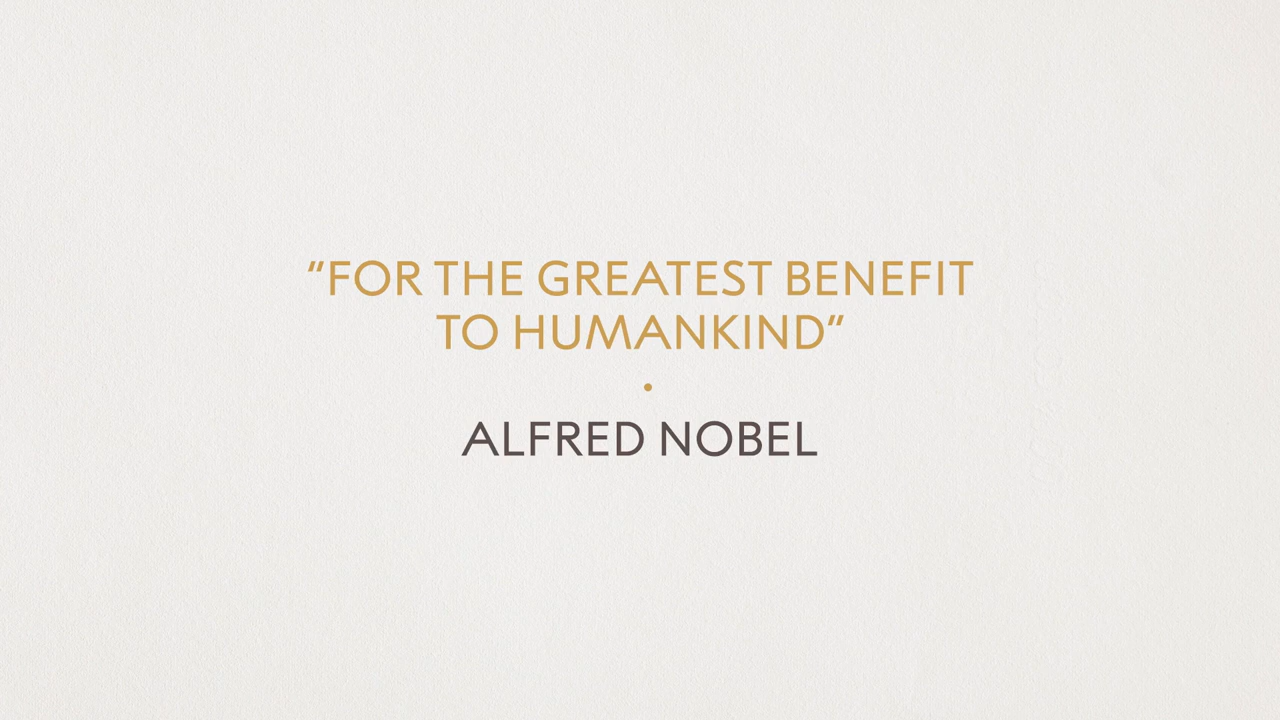 “FOR THE GREATEST BENEFIT
TO HUMANKIND”
•
ALFRED NOBEL